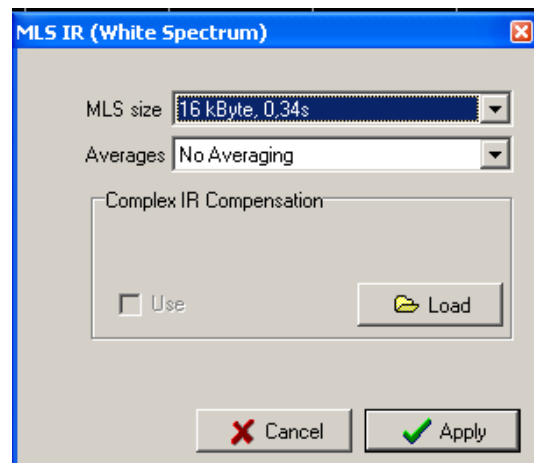 MLS IR (White Spectrum)
MLS size 16 kByte, 0,34s
Averages No Averaging
Complex IR Compensation
Use Load
Cancel Apply